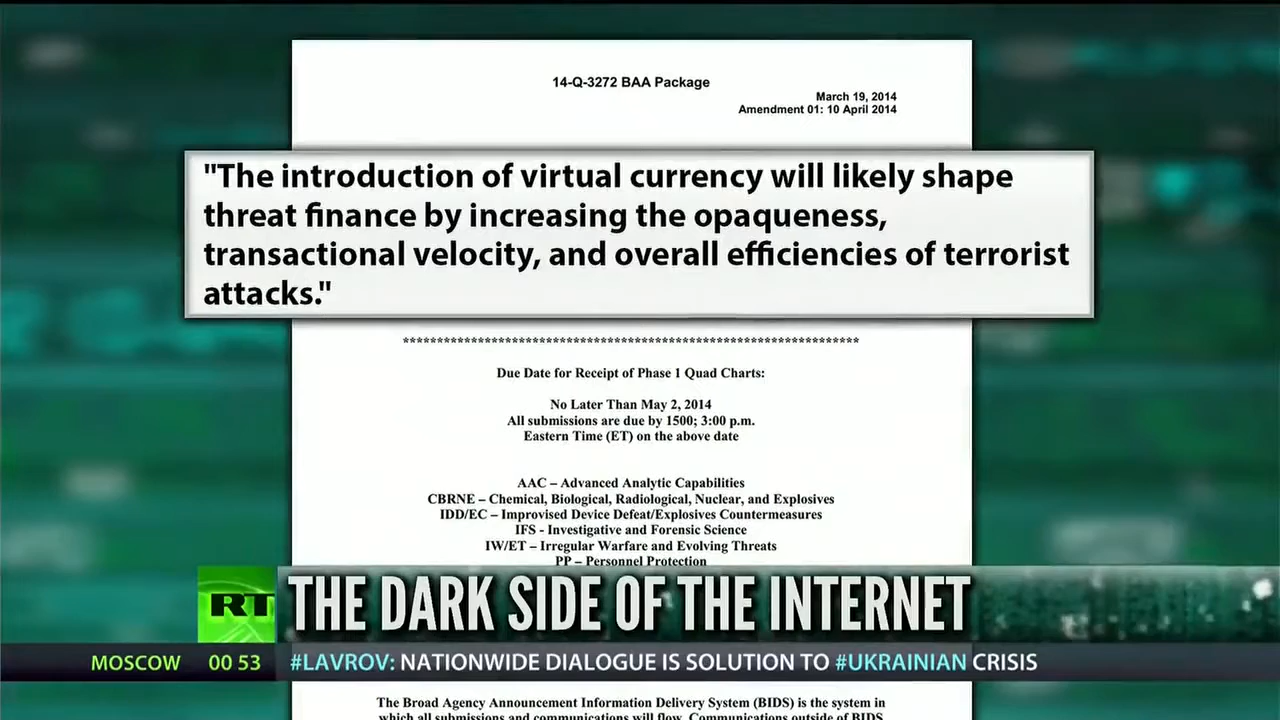 14-Q-3272 BAA Package
March 19, 2014
Amendment 01: 10 April 2014
"The introduction of virtual currency will likely shape
threat finance by increasing the opaqueness,
transactional velocity, and overall efficiencies of terrorist
attacks."
******************************************************************
Due Date for Receipt of Phase 1 Quad Charts:
No Later Than May 2, 2014
All submissions are due by 1500; 3:00 p.m.
Eastern Time (ET) on the above date
AAC – Advanced Analytic Capabilities
CBRNE – Chemical, Biological, Radiological, Nuclear, and Explosives
IDD/EC – Improvised Device Defeat/Explosives Countermeasures
IFS - Investigative and Forensic Science
IW/ET – Irregular Warfare and Evolving Threats
PP – Personnel Protection
RT THE DARK SIDE OF THE INTERNET
MOSCOW 00 53 #LAVROV: NATIONWIDE DIALOGUE IS SOLUTION TO #UKRAINIAN CRISIS
The Broad Agency Announcement Information Delivery System (BIDS) is the system in
which all submissions and communications will flow. Communications outside of BIDS